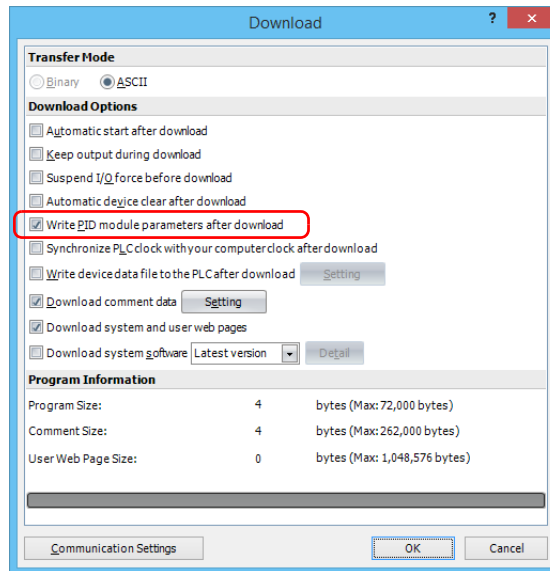 Download ? ×
Transfer Mode
Binary ASCII
Download Options
Automatic start after download
Keep output during download
Suspend I/O force before download
Automatic device clear after download
Write PID module parameters after download
Synchronize PLC clock with your computer clock after download
Write device data file to the PLC after download Setting
Download comment data Setting
Download system and user web pages
Download system software Latest version Detail
Program Information
Program Size: 4 bytes (Max: 72,000 bytes)
Comment Size: 4 bytes (Max: 262,000 bytes)
User Web Page Size: 0 bytes (Max: 1,048,576 bytes)
Communication Settings OK Cancel